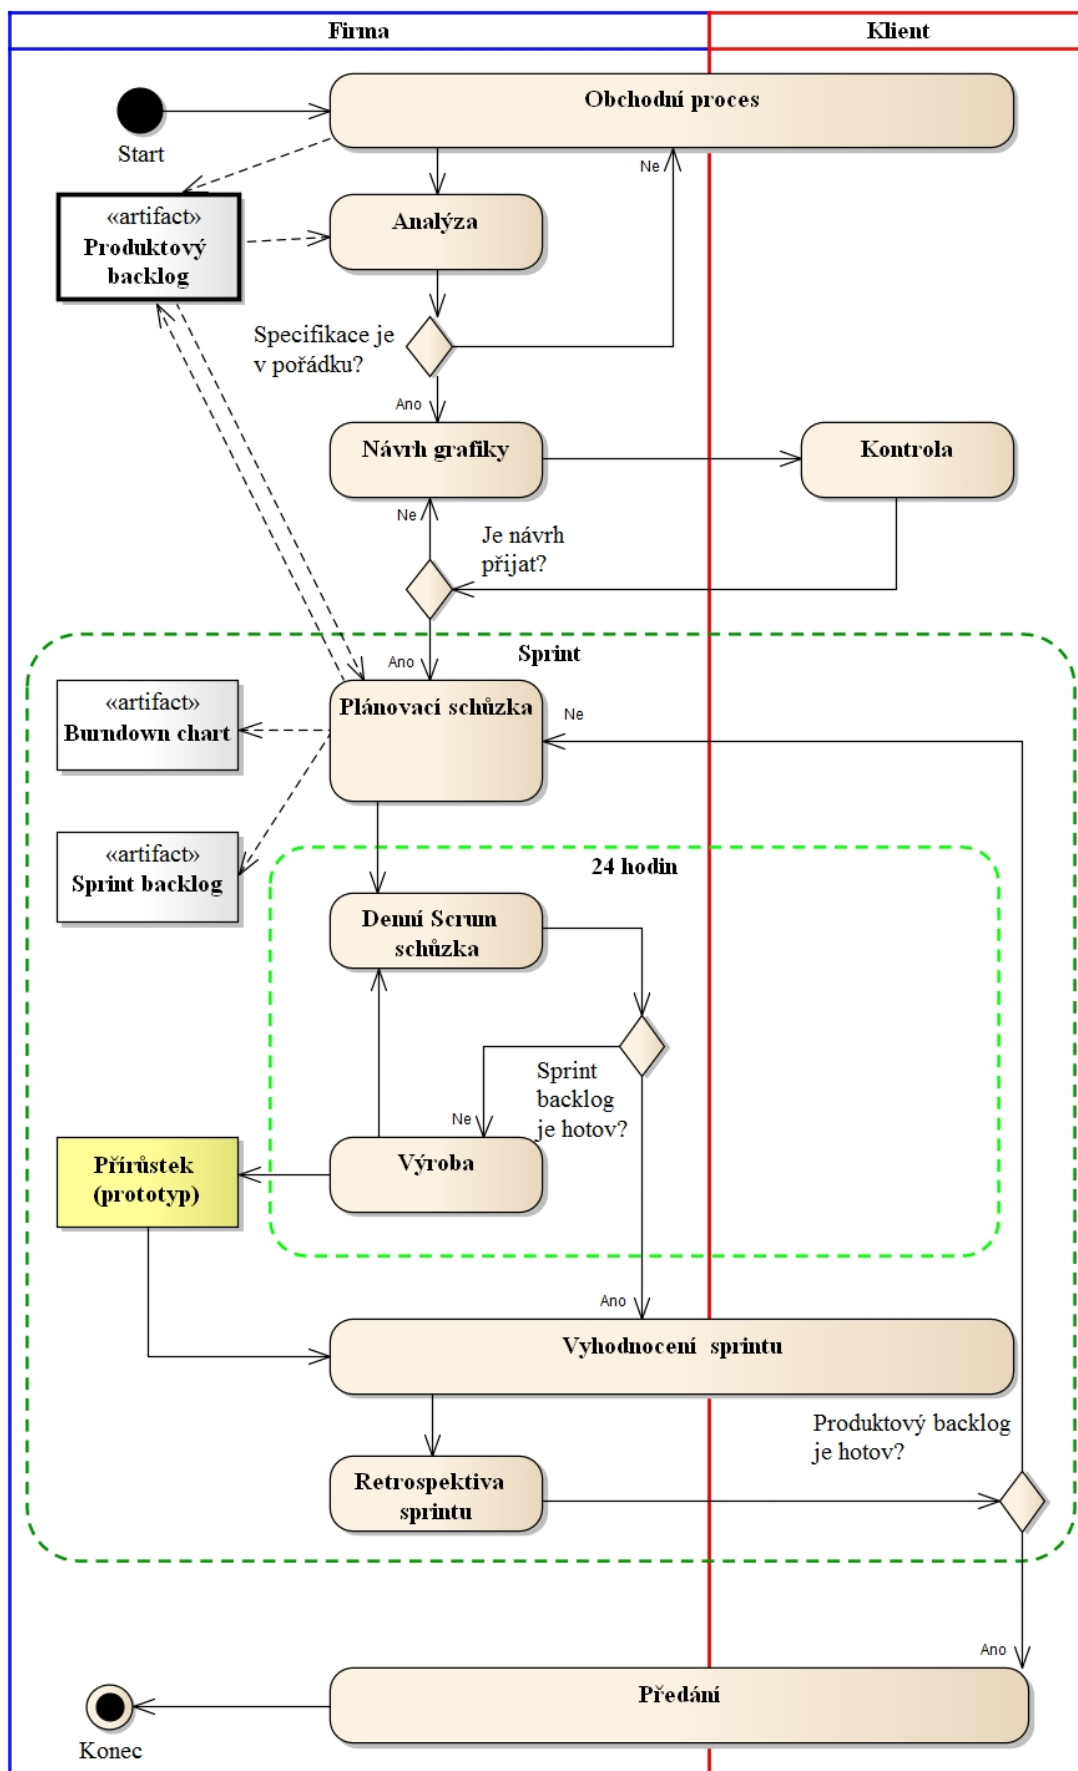 Firma
Klient
Obchodní proces
Start
Ne
«artifact»
Produktový
backlog
Analýza
Specifikace je
v pořádku?
Ano
Návrh grafiky
Kontrola
Ne
Je návrh
přijat?
Ano
Sprint
«artifact»
Burndown chart
Plánovací schůzka
Ne
«artifact»
Sprint backlog
24 hodin
Denní Scrum
schůzka
Sprint
backlog
je hotov?
Ne
Výroba
Přírůstek
(prototyp)
Ano
Vyhodnocení sprintu
Produktový backlog
je hotov?
Retrospektiva
sprintu
Ano
Předání
Konec